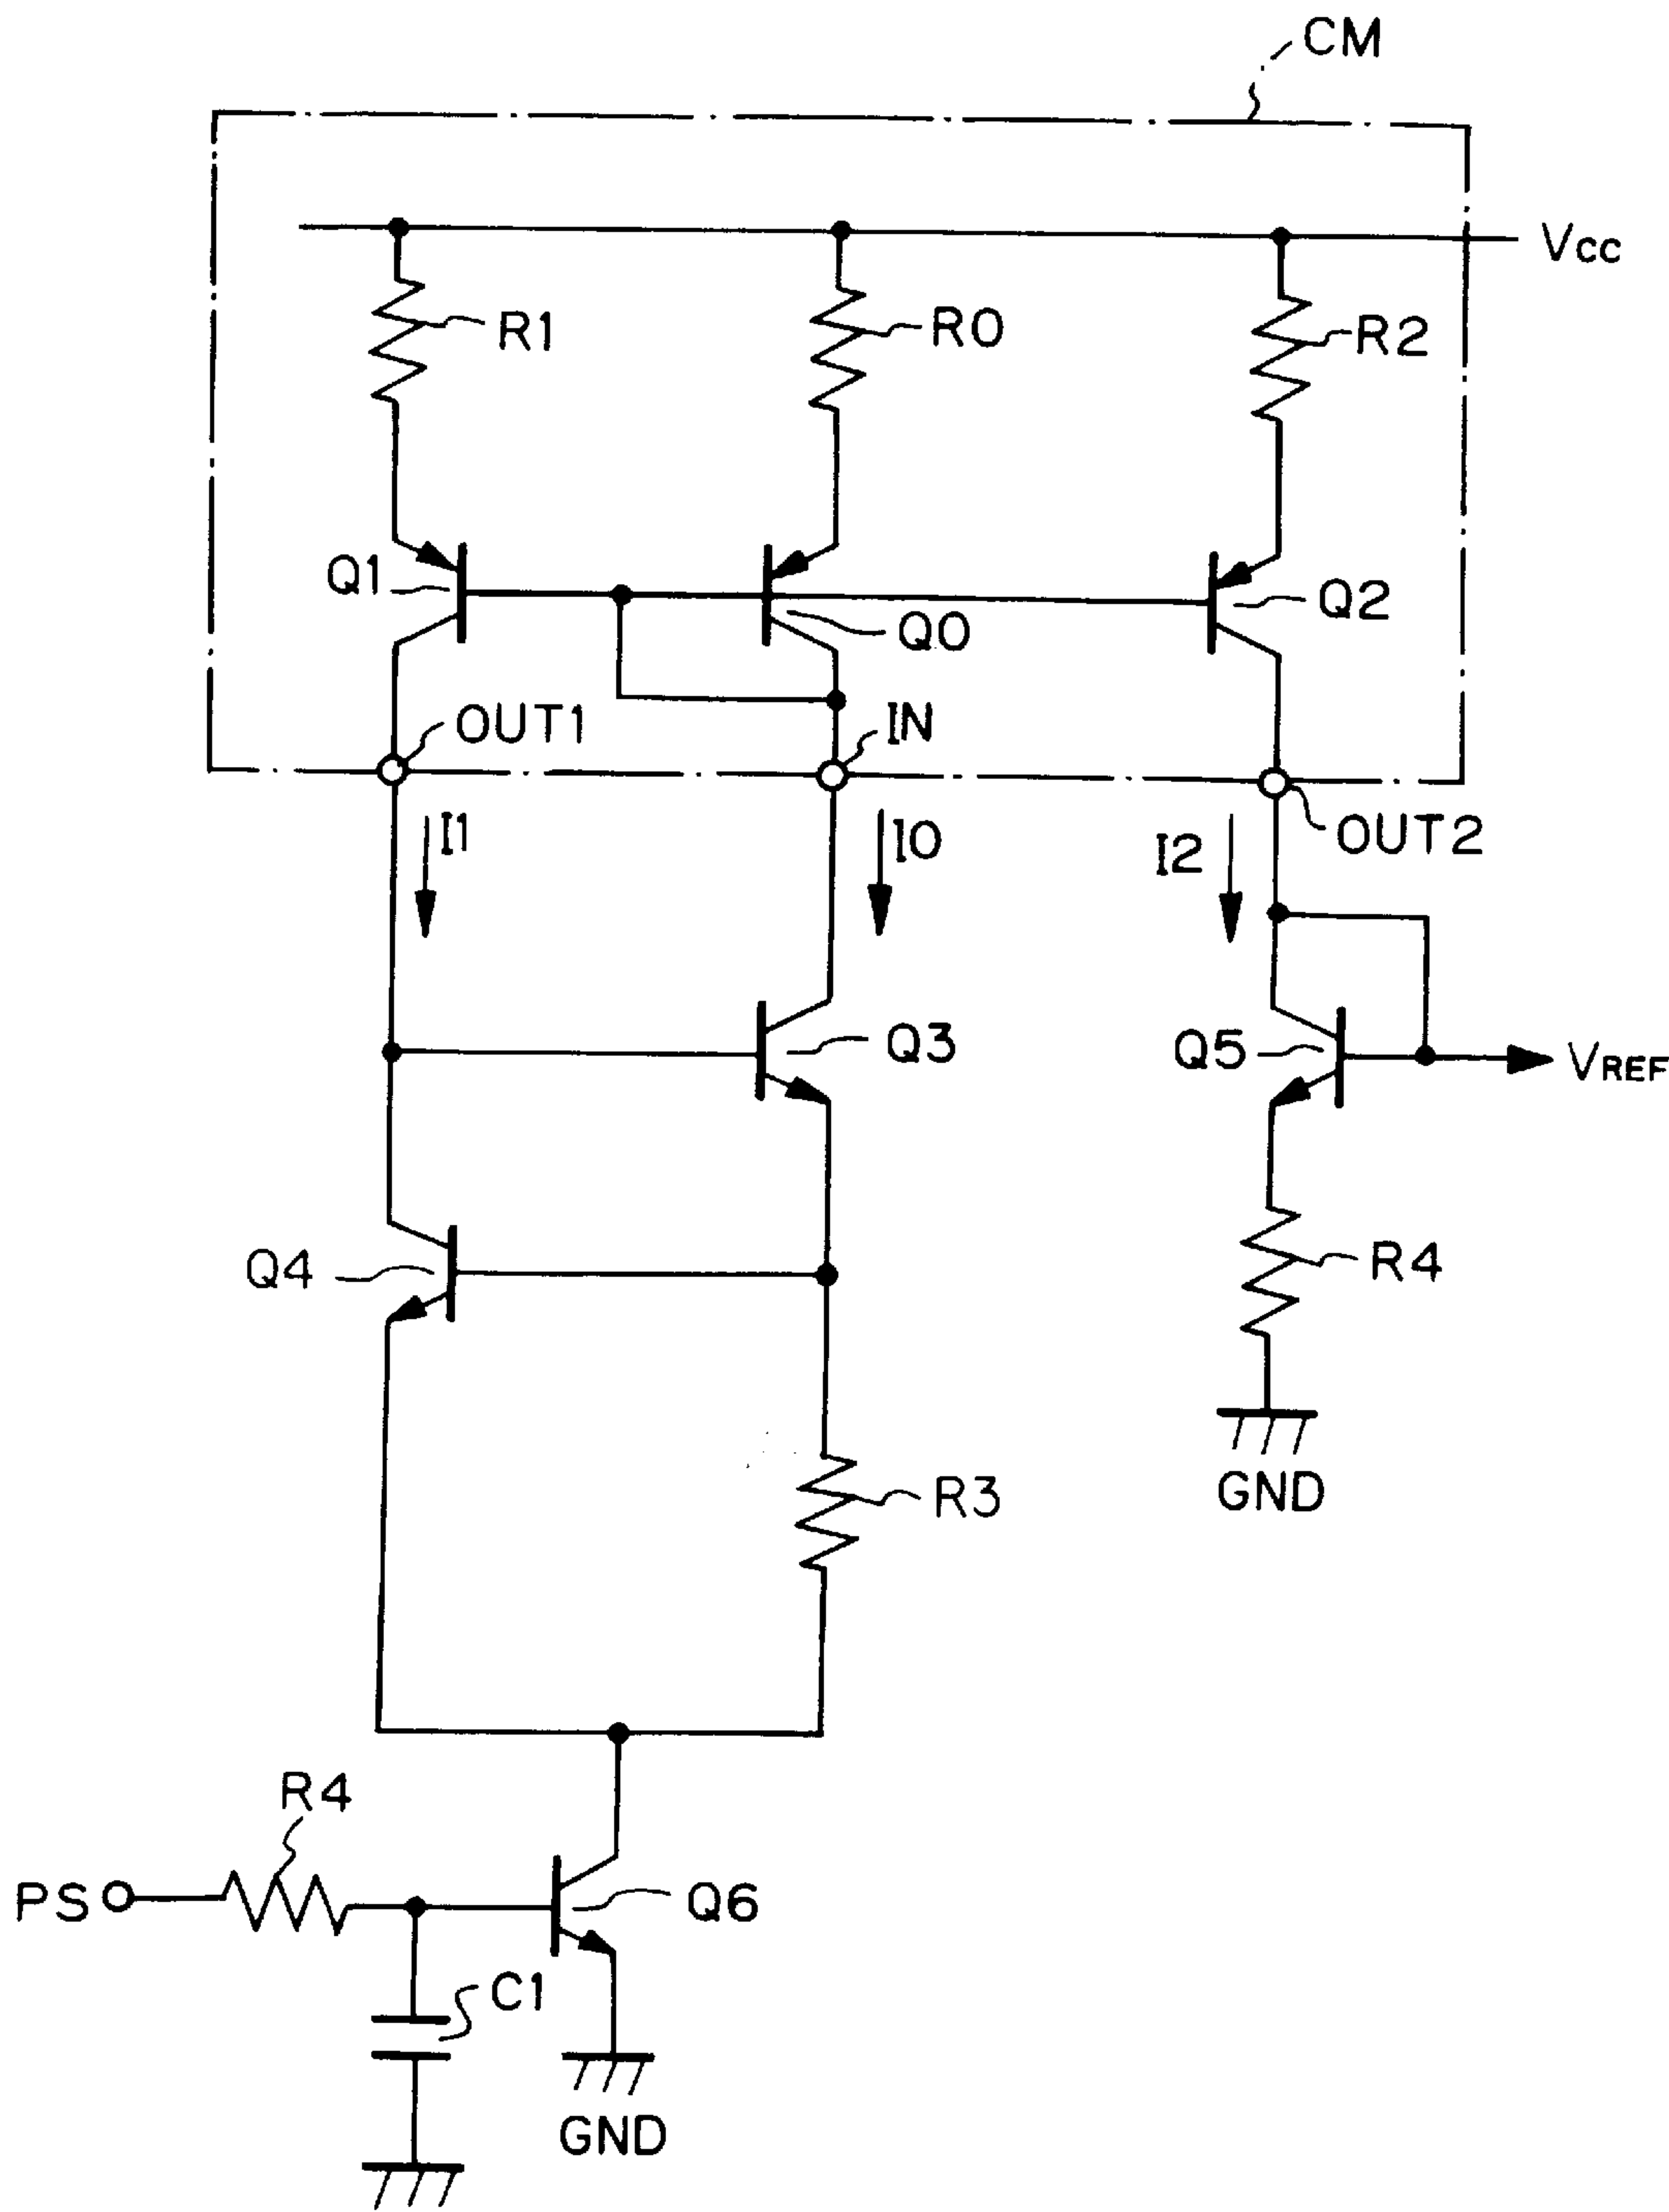 CM
Vcc
R1
R0
R2
Q1
Q0
Q2
OUT1
IN
OUT2
I1
I0
I2
Q3
Q5
VREF
Q4
R4
R3
GND
R4
PS
Q6
C1
GND